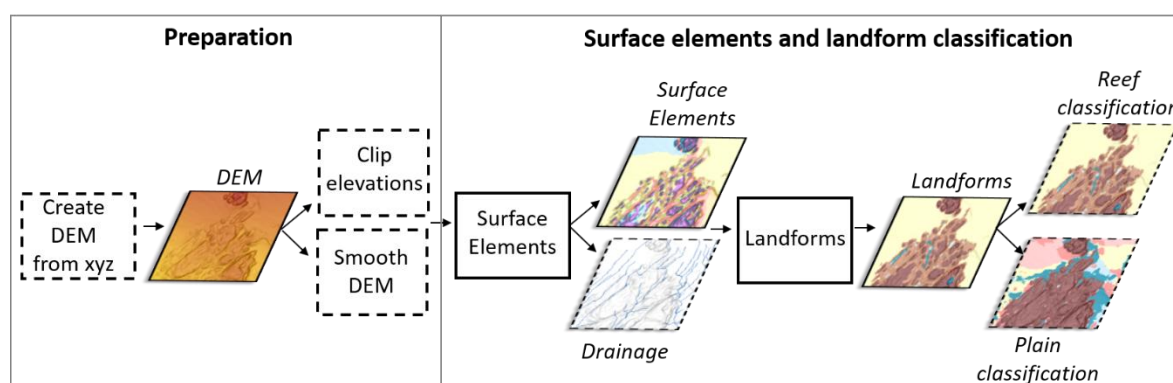 Preparation
Surface elements and landform classification
Create
DEM
from xyz
DEM
Clip
elevations
Smooth
DEM
Surface
Elements
Surface
Elements
Drainage
Landforms
Landforms
Reef
classification
Plain
classification